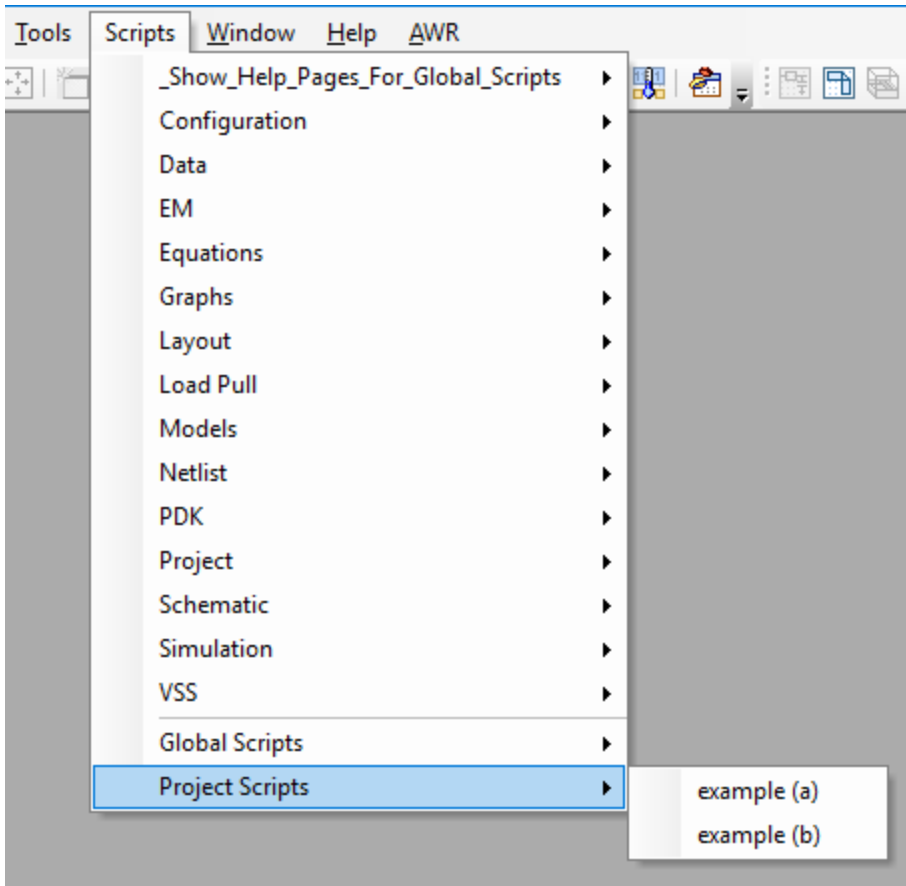 Tools Scripts Window Help AWR
_Show_Help_Pages_For_Global_Scripts
Configuration
Data
EM
Equations
Graphs
Layout
Load Pull
Models
Netlist
PDK
Project
Schematic
Simulation
VSS
Global Scripts
Project Scripts
example (a)
example (b)